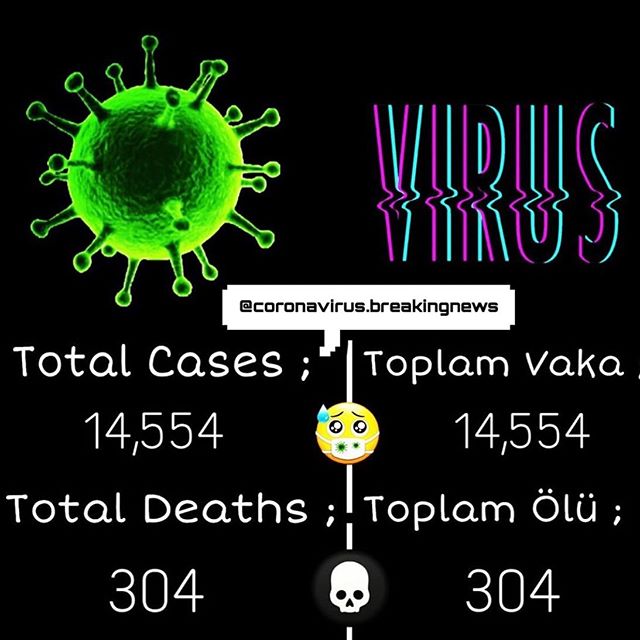 VIRUS
@coronavirus.breakingnews
Total Cases ;
Toplam Vaka ;
14,554
14,554
Total Deaths ;
Toplam Ölü ;
304
304